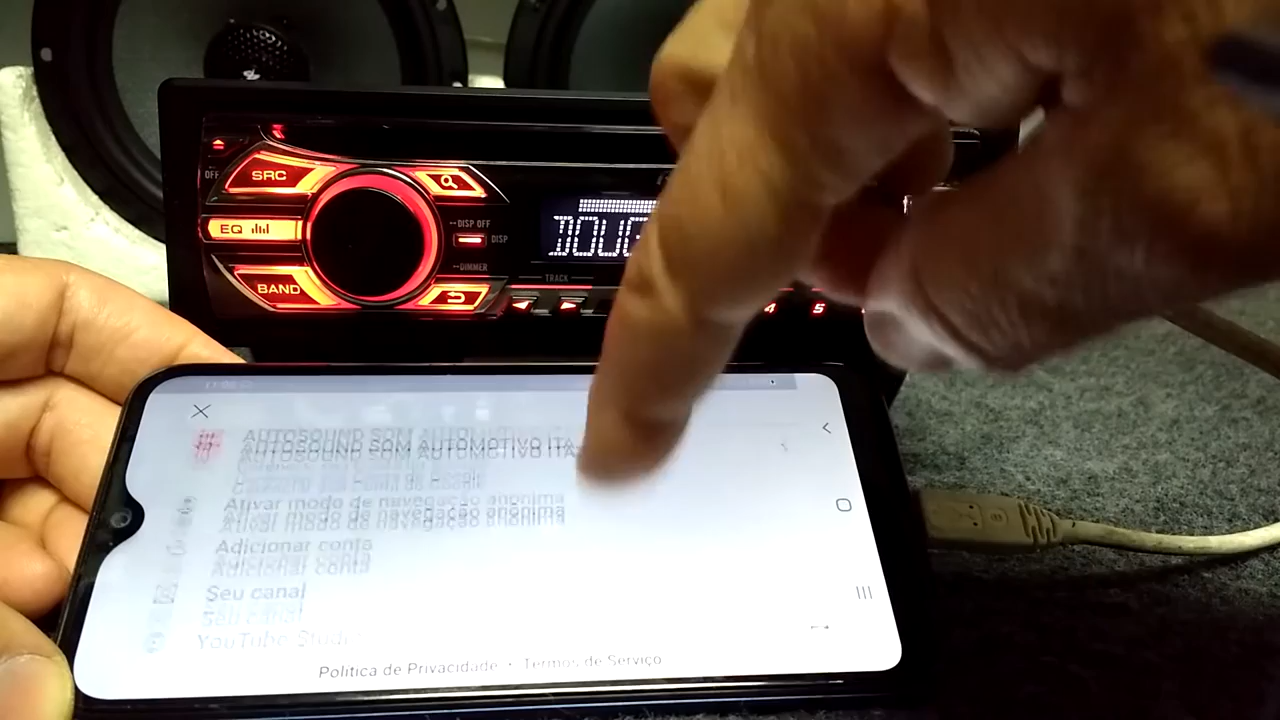 OFF
SRC
DISP OFF
EQ
DISP
BAND
DIMMER
TRACK
4 5
AUTOSOUND SOM AUTOMOTIVO ITA
Ativar modo de navegação anônima
Adicionar conta
Seu canal
YouTube Studio
Política de Privacidade • Termos de Serviço